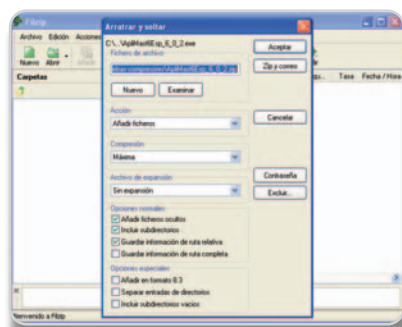 Filzip
Arrastrar y soltar
Archivo Edición Acciones
C:\...\ApliMast6Esp_6_0_2.exe
Fichero de archivo
Aceptar
Zip y correo
Nuevo Abrir
Carpetas
Tasa Fecha / Hora
Nuevo Examinar
Acción
Añadir ficheros
Cancelar
Compresión
Máxima
Archivo de expansión
Sin expansión
Contraseña
Excluir...
Opciones normales
Añadir ficheros ocultos
Incluir subdirectorios
Guardar información de ruta relativa
Guardar información de ruta completa
Opciones especiales
Añadir en formato 8.3
Separar entradas de directorios
Incluir subdirectorios vacíos
Bienvenido a Filzip